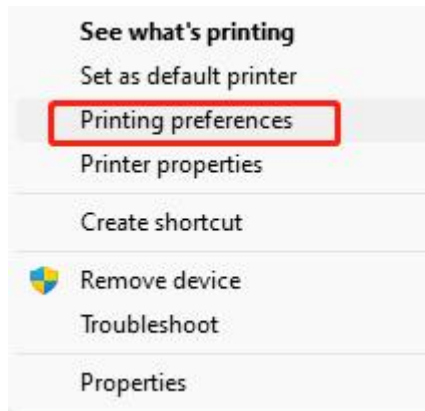 See what's printing
Set as default printer
Printing preferences
Printer properties
Create shortcut
Remove device
Troubleshoot
Properties